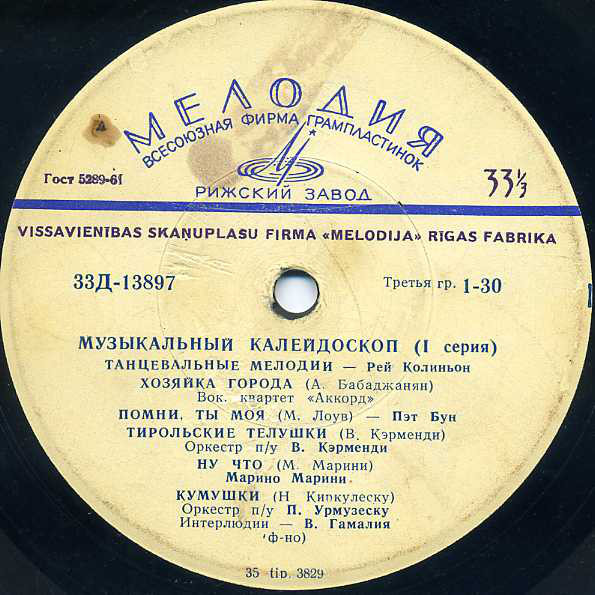 МЕЛОДИЯ
ВСЕСОЮЗНАЯ ФИРМА ГРАМПЛАСТИНОК
Гост 5289-61
РИЖСКИЙ ЗАВОД
33⅓
VISSAVIENĪBAS SKAŅUPLAŠU FIRMA «MELODIJA» RĪGAS FABRIKA
33Д-13897
Третья гр. 1-30
МУЗЫКАЛЬНЫЙ КАЛЕЙДОСКОП (I серия)
ТАНЦЕВАЛЬНЫЕ МЕЛОДИИ — Рей Колиньон
ХОЗЯЙКА ГОРОДА (А. Бабаджанян)
Вок. квартет «Аккорд»
ПОМНИ, ТЫ МОЯ (М. Лоув) — Пэт Бун
ТИРОЛЬСКИЕ ТЕЛУШКИ (В. Кэрменди)
Оркестр п/у В. Кэрменди
НУ ЧТО (М. Марини)
Марино Марини
КУМУШКИ (Н Киркулеску)
Оркестр п/у П. Урмузеску
Интерлюдии — В. Гамалия
(ф-но)
35 tip. 3829